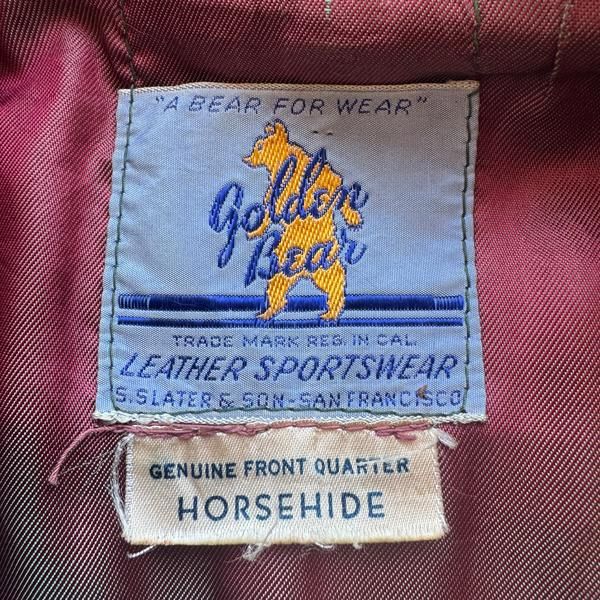 "A BEAR FOR WEAR"
Golden
Bear
TRADE MARK REG. IN CAL.
LEATHER SPORTSWEAR
S. SLATER & SON - SAN FRANCISCO
GENUINE FRONT QUARTER
HORSEHIDE